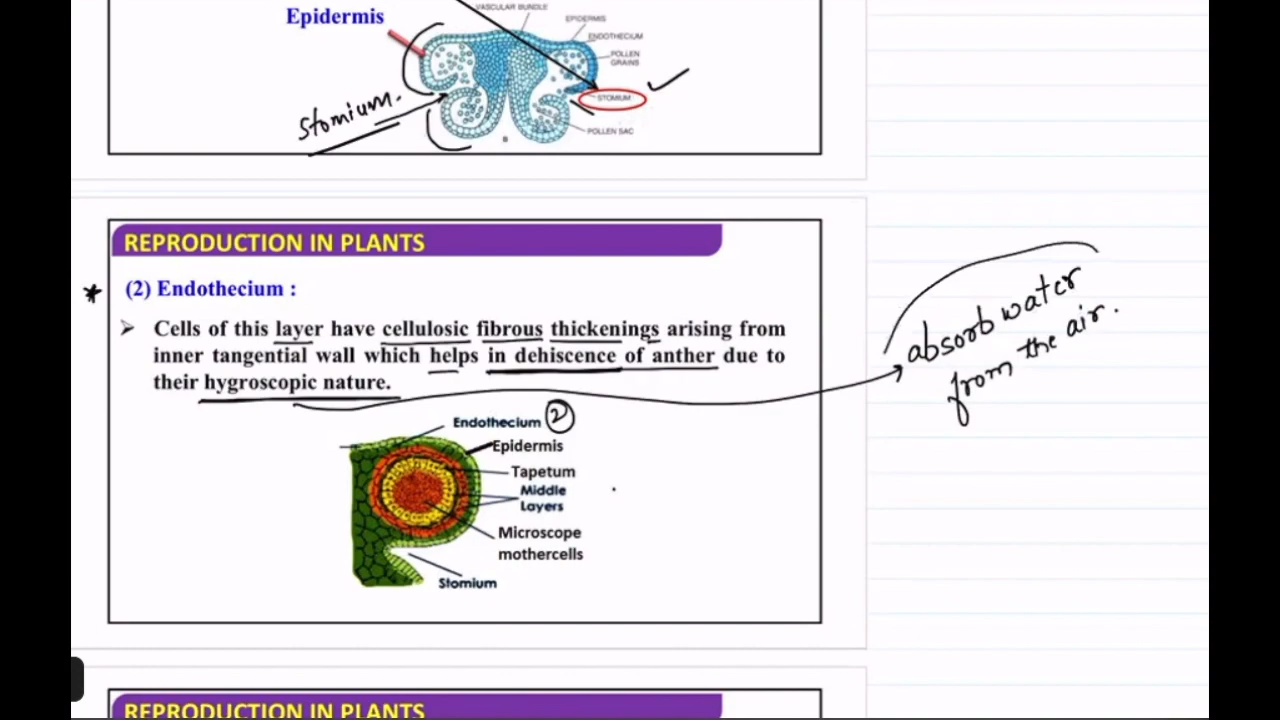 Epidermis
VASCULAR BUNDLE
EPIDERMIS
ENDOTHECIUM
POLLEN
GRAINS
STOMIUM
Stomium.
POLLEN SAC
B
REPRODUCTION IN PLANTS
(2) Endothecium :
➢ Cells of this layer have cellulosic fibrous thickenings arising from
inner tangential wall which helps in dehiscence of anther due to
their hygroscopic nature.
absorb water
from the air.
Endothecium 2
Epidermis
Tapetum
Middle
Layers
Microscope
mothercells
Stomium
REPRODUCTION IN PLANTS